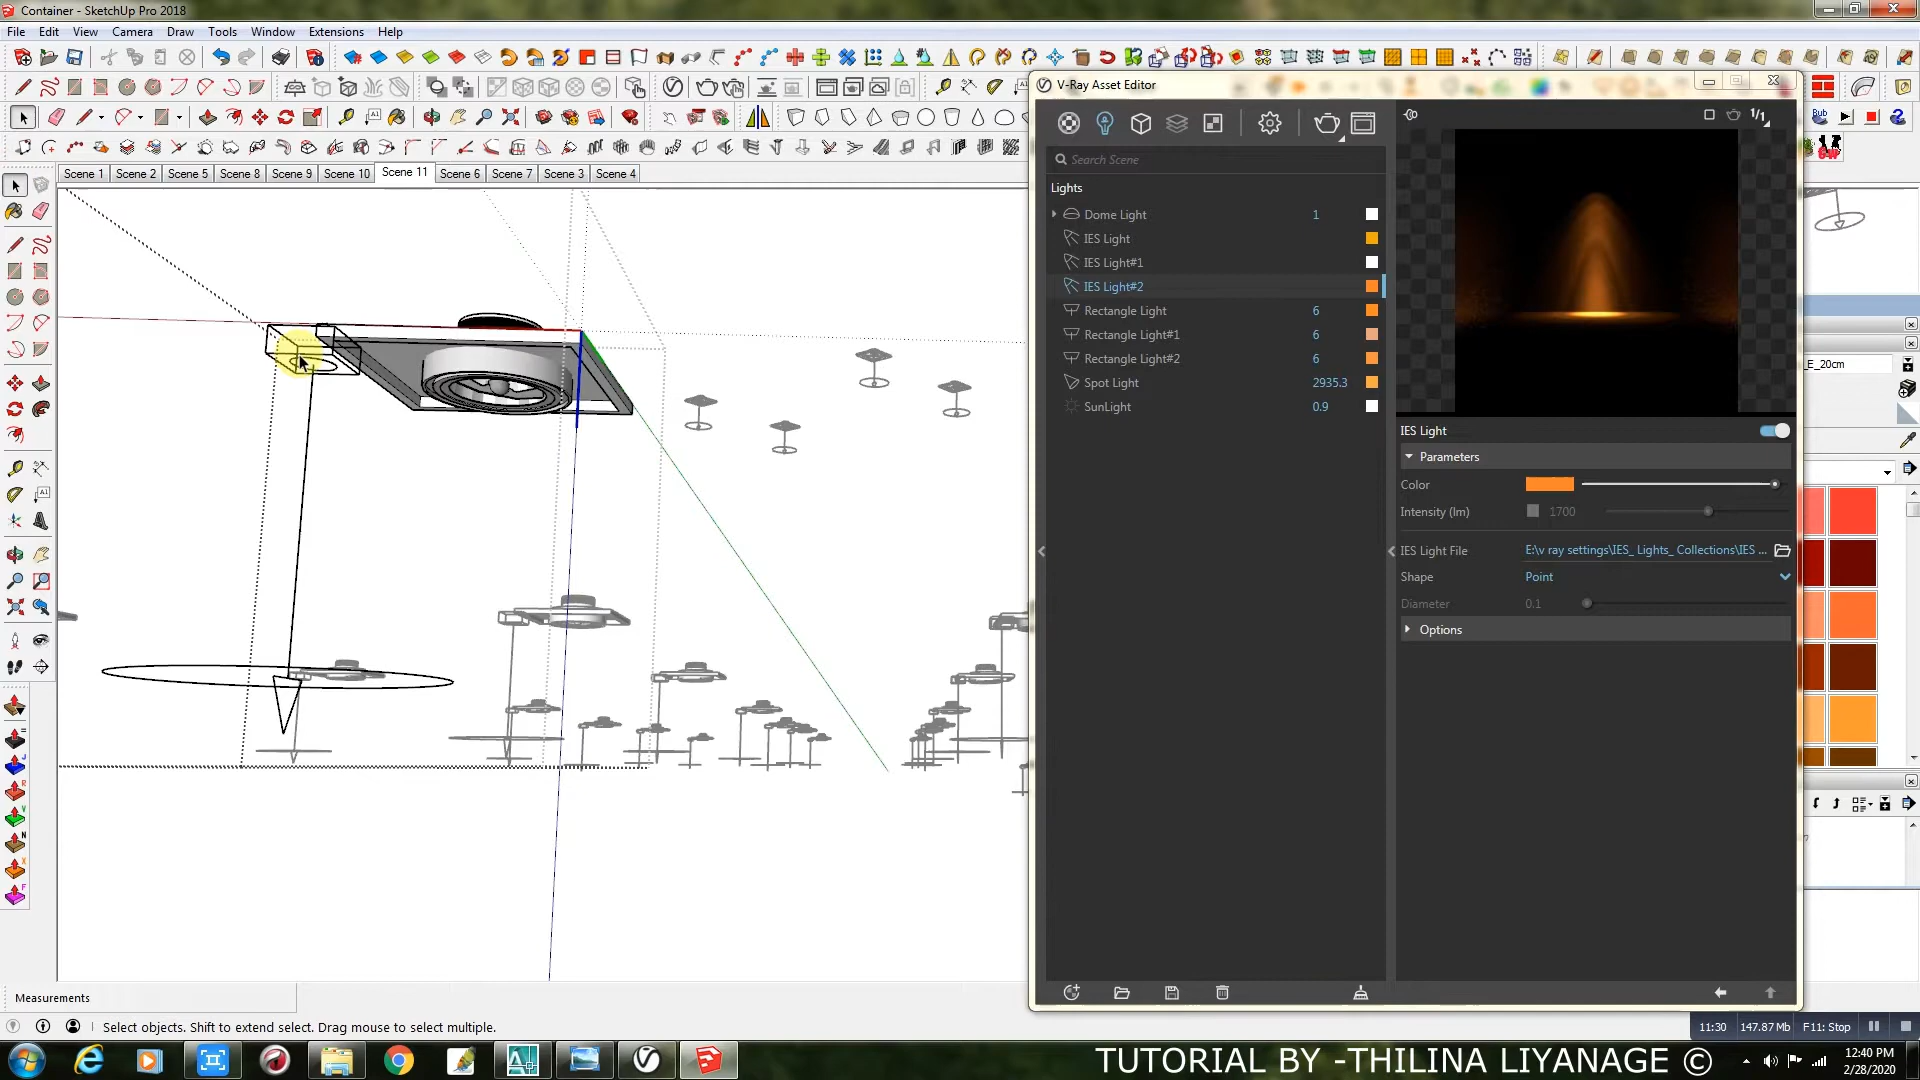 Container - SketchUp Pro 2018
File Edit View Camera Draw Tools Window Extensions Help
V-Ray Asset Editor
Scene 1 Scene 2 Scene 5 Scene 8 Scene 9 Scene 10 Scene 11 Scene 6 Scene 7 Scene 3 Scene 4
1/1
Search Scene
Lights
Dome Light 1
IES Light
IES Light#1
IES Light#2
Rectangle Light 6
Rectangle Light#1 6
Rectangle Light#2 6
Spot Light 2935.3
SunLight 0.9
_E_20cm
IES Light
Parameters
Color
Intensity (lm) 1700
IES Light File E:\v ray settings\IES_ Lights_ Collections\IES ...
Shape Point
Diameter 0.1
Options
Measurements
Select objects. Shift to extend select. Drag mouse to select multiple.
11:30 147.87 Mb F11: Stop
TUTORIAL BY -THILINA LIYANAGE ©
12:40 PM
2/28/2020